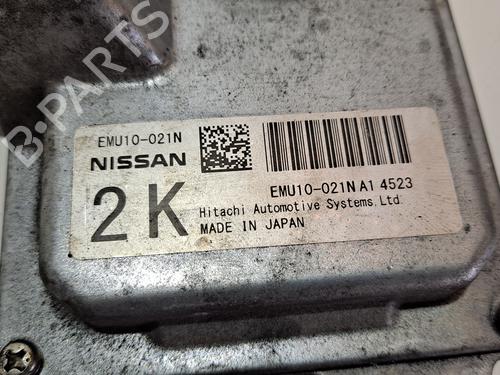 B-PARTS
EMU10-021N
NISSAN
2K
EMU10-021N A1 4523
Hitachi Automotive Systems,Ltd.
MADE IN JAPAN